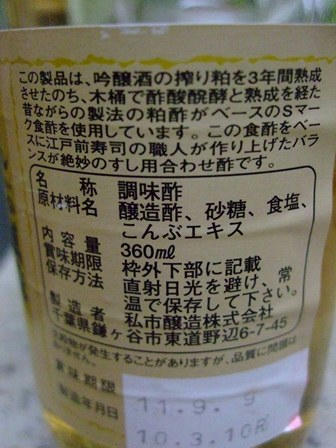 この製品は、吟醸酒の搾り粕を3年間熟成
させたのち、木桶で酢酸醗酵と熟成を経た
昔ながらの製法の粕酢がベースのSマー
ク食酢を使用しています。この食酢をベー
スに江戸前寿司の職人が作り上げたバラ
ンスが絶妙のすし用合わせ酢です。
名称 調味酢
原材料名 醸造酢、砂糖、食塩、
こんぶエキス
内容量 360ml
賞味期限 枠外下部に記載
保存方法 直射日光を避け、常
温で保存して下さい。
製造者 私市醸造株式会社
千葉県鎌ヶ谷市東道野辺6-7-45
穀物が発生することがありますが、品質に問題は
ありません。
賞味期限 11.9.9
製造年月日 10.3.10R